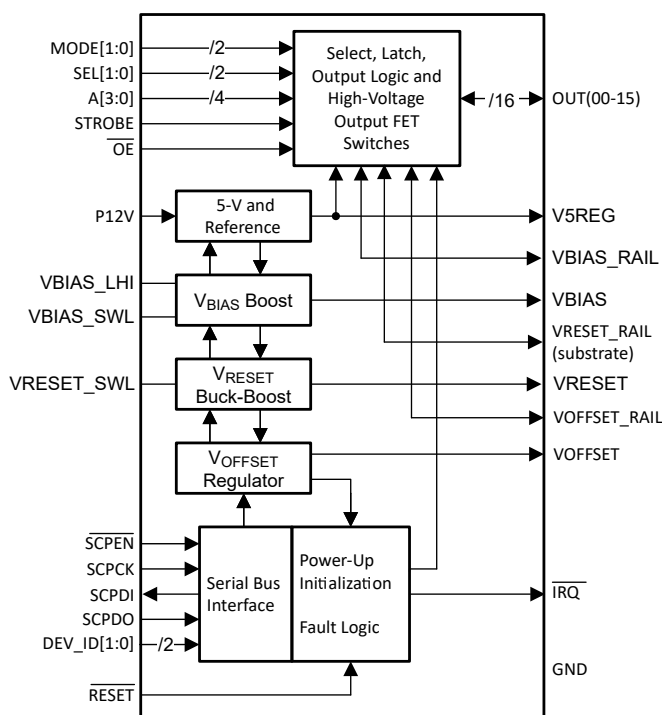 MODE[1:0]
/2
SEL[1:0]
/2
A[3:0]
/4
STROBE
OE
Select, Latch,
Output Logic and
High-Voltage
Output FET
Switches
/16
OUT(00-15)
P12V
5-V and
Reference
V5REG
VBIAS_RAIL
VBIAS_LHI
VBIAS_SWL
VBIAS Boost
VBIAS
VRESET_RAIL
(substrate)
VRESET_SWL
VRESET
Buck-Boost
VRESET
VOFFSET_RAIL
VOFFSET
Regulator
VOFFSET
SCPEN
SCPCK
SCPDI
SCPDO
DEV_ID[1:0]
/2
Serial Bus
Interface
Power-Up
Initialization
Fault Logic
IRQ
GND
RESET